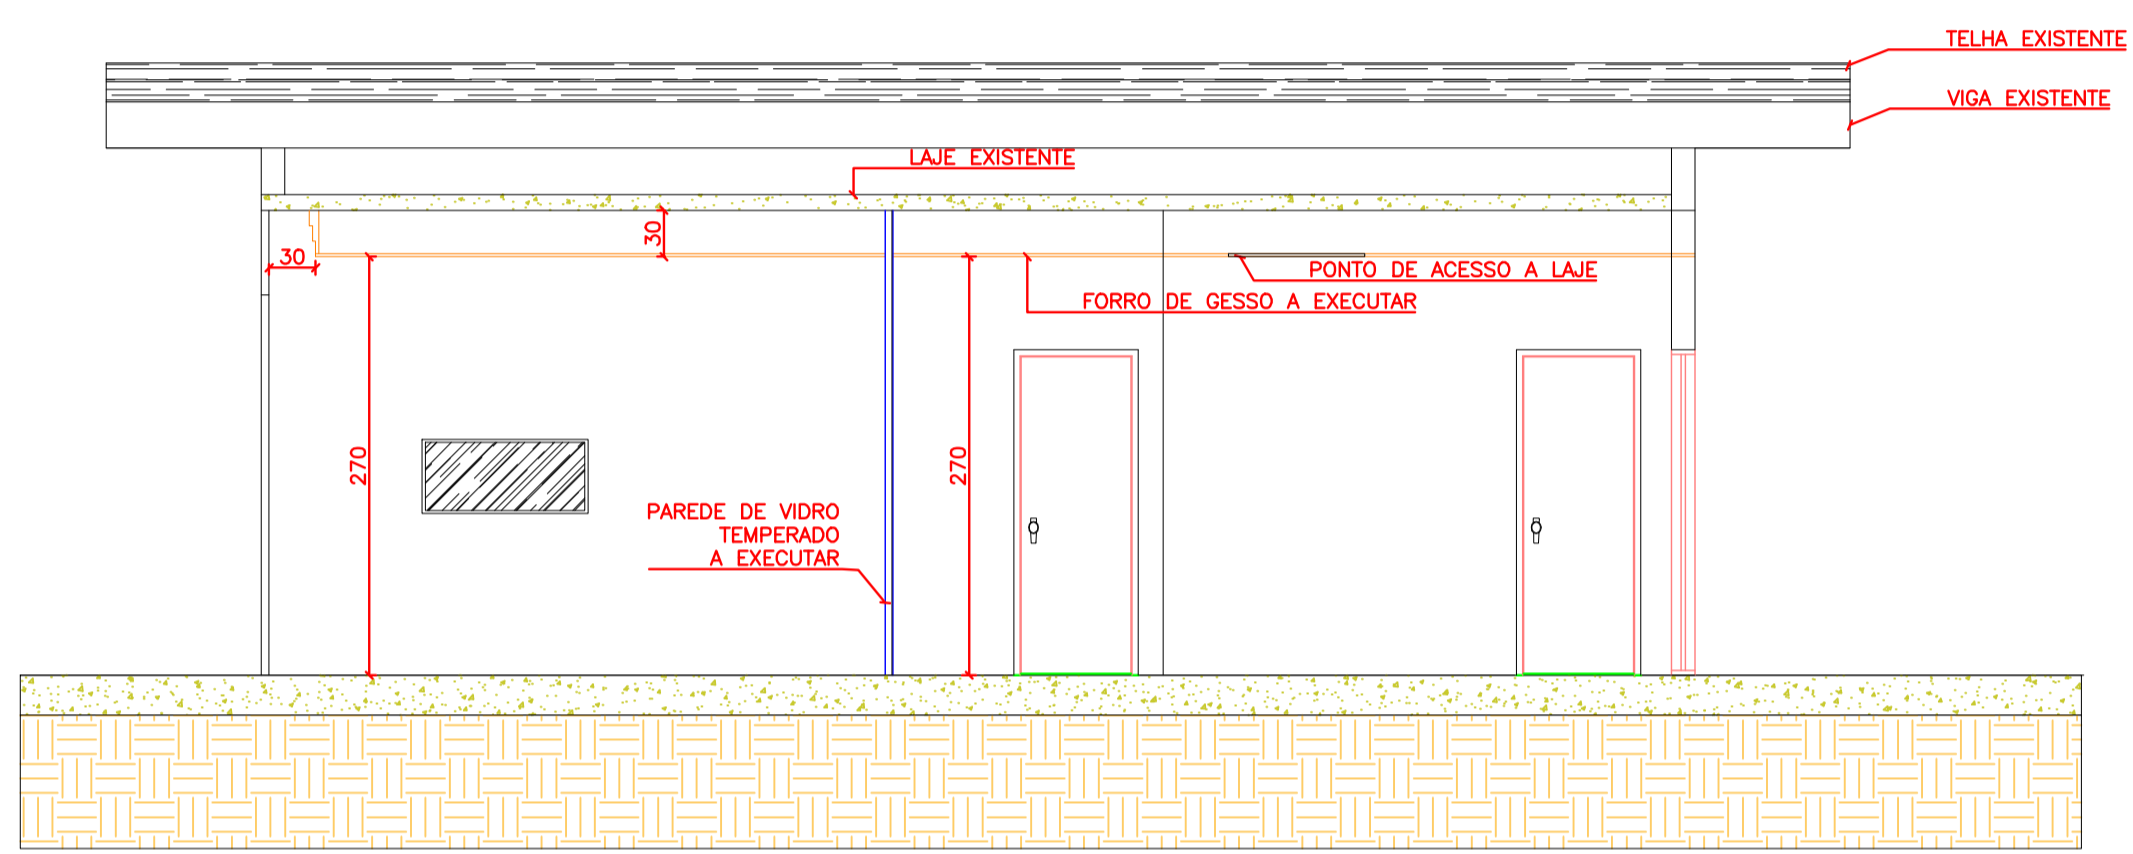 TELHA EXISTENTE
VIGA EXISTENTE
LAJE EXISTENTE
30
30
PONTO DE ACESSO A LAJE
FORRO DE GESSO A EXECUTAR
270
270
PAREDE DE VIDRO
TEMPERADO
A EXECUTAR